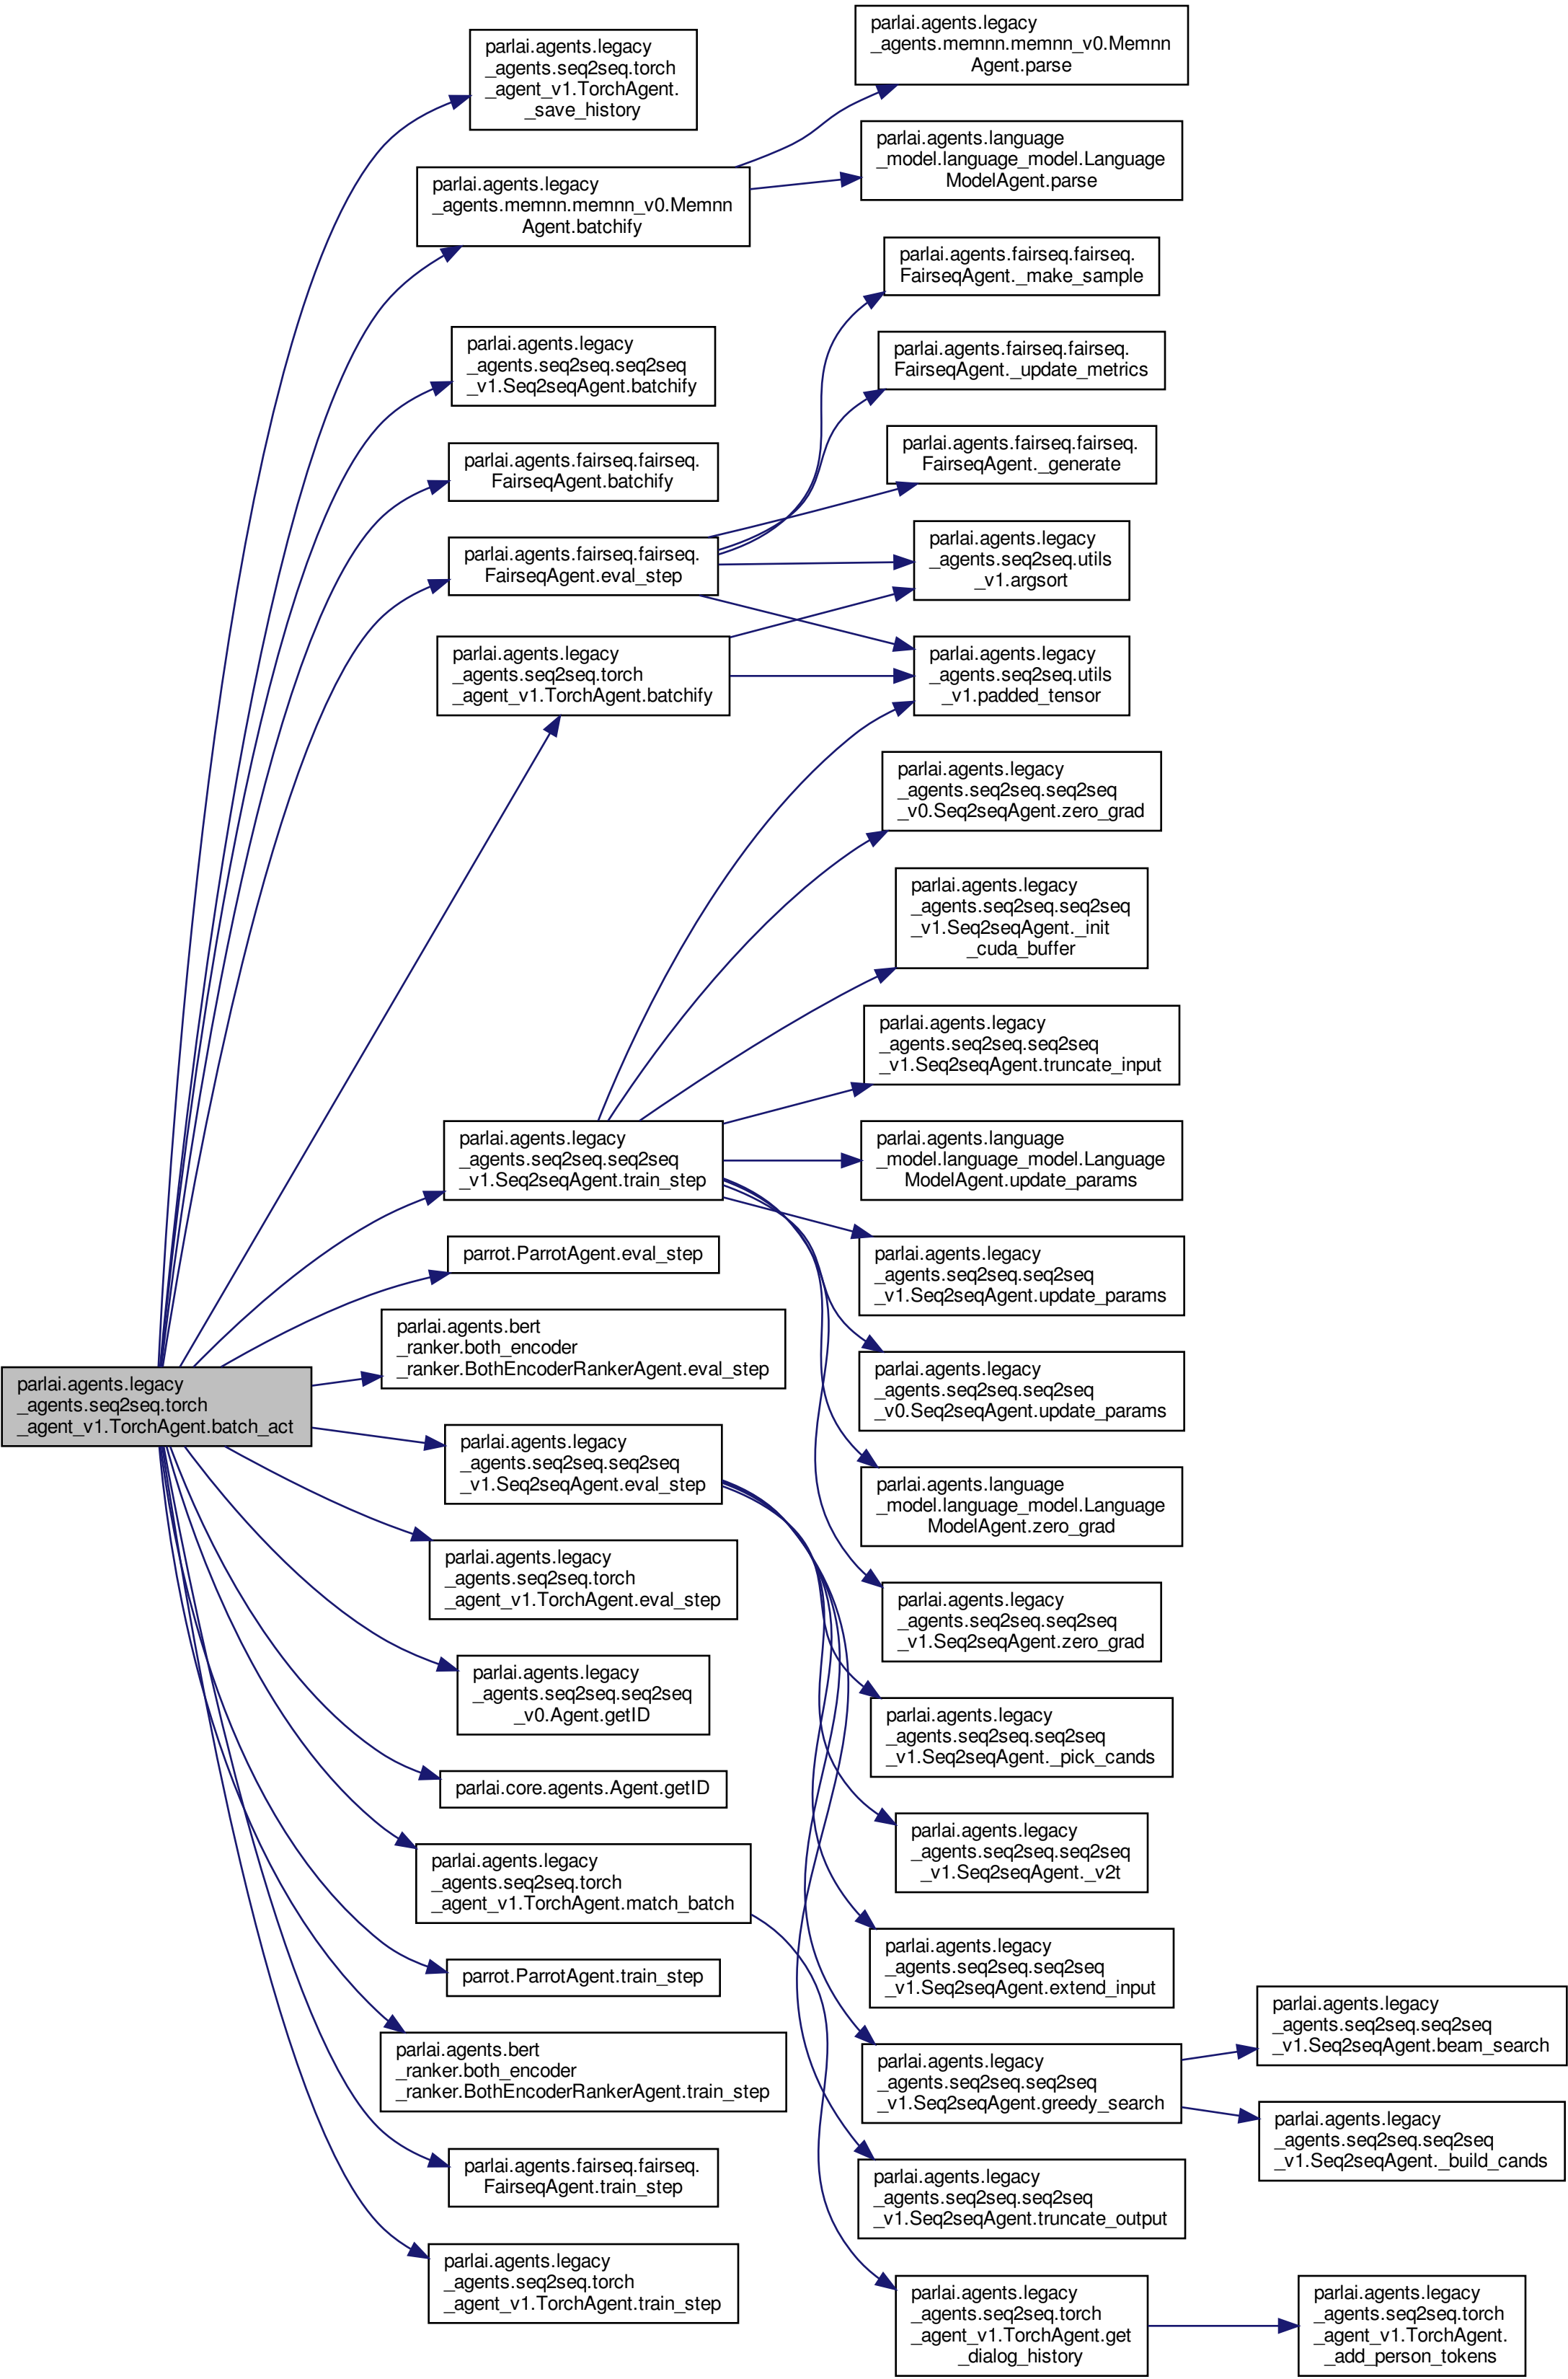 parlai.agents.legacy
_agents.seq2seq.torch
_agent_v1.TorchAgent.batch_act
parlai.agents.legacy
_agents.seq2seq.torch
_agent_v1.TorchAgent.
_save_history
parlai.agents.legacy
_agents.memnn.memnn_v0.Memnn
Agent.batchify
parlai.agents.legacy
_agents.seq2seq.seq2seq
_v1.Seq2seqAgent.batchify
parlai.agents.fairseq.fairseq.
FairseqAgent.batchify
parlai.agents.fairseq.fairseq.
FairseqAgent.eval_step
parlai.agents.legacy
_agents.seq2seq.torch
_agent_v1.TorchAgent.batchify
parlai.agents.legacy
_agents.seq2seq.seq2seq
_v1.Seq2seqAgent.train_step
parrot.ParrotAgent.eval_step
parlai.agents.bert
_ranker.both_encoder
_ranker.BothEncoderRankerAgent.eval_step
parlai.agents.legacy
_agents.seq2seq.seq2seq
_v1.Seq2seqAgent.eval_step
parlai.agents.legacy
_agents.seq2seq.torch
_agent_v1.TorchAgent.eval_step
parlai.agents.legacy
_agents.seq2seq.seq2seq
_v0.Agent.getID
parlai.core.agents.Agent.getID
parlai.agents.legacy
_agents.seq2seq.torch
_agent_v1.TorchAgent.match_batch
parrot.ParrotAgent.train_step
parlai.agents.bert
_ranker.both_encoder
_ranker.BothEncoderRankerAgent.train_step
parlai.agents.fairseq.fairseq.
FairseqAgent.train_step
parlai.agents.legacy
_agents.seq2seq.torch
_agent_v1.TorchAgent.train_step
parlai.agents.legacy
_agents.memnn.memnn_v0.Memnn
Agent.parse
parlai.agents.language
_model.language_model.Language
ModelAgent.parse
parlai.agents.fairseq.fairseq.
FairseqAgent._make_sample
parlai.agents.fairseq.fairseq.
FairseqAgent._update_metrics
parlai.agents.fairseq.fairseq.
FairseqAgent._generate
parlai.agents.legacy
_agents.seq2seq.utils
_v1.argsort
parlai.agents.legacy
_agents.seq2seq.utils
_v1.padded_tensor
parlai.agents.legacy
_agents.seq2seq.seq2seq
_v0.Seq2seqAgent.zero_grad
parlai.agents.legacy
_agents.seq2seq.seq2seq
_v1.Seq2seqAgent._init
_cuda_buffer
parlai.agents.legacy
_agents.seq2seq.seq2seq
_v1.Seq2seqAgent.truncate_input
parlai.agents.language
_model.language_model.Language
ModelAgent.update_params
parlai.agents.legacy
_agents.seq2seq.seq2seq
_v1.Seq2seqAgent.update_params
parlai.agents.legacy
_agents.seq2seq.seq2seq
_v0.Seq2seqAgent.update_params
parlai.agents.language
_model.language_model.Language
ModelAgent.zero_grad
parlai.agents.legacy
_agents.seq2seq.seq2seq
_v1.Seq2seqAgent.zero_grad
parlai.agents.legacy
_agents.seq2seq.seq2seq
_v1.Seq2seqAgent._pick_cands
parlai.agents.legacy
_agents.seq2seq.seq2seq
_v1.Seq2seqAgent._v2t
parlai.agents.legacy
_agents.seq2seq.seq2seq
_v1.Seq2seqAgent.extend_input
parlai.agents.legacy
_agents.seq2seq.seq2seq
_v1.Seq2seqAgent.greedy_search
parlai.agents.legacy
_agents.seq2seq.seq2seq
_v1.Seq2seqAgent.truncate_output
parlai.agents.legacy
_agents.seq2seq.torch
_agent_v1.TorchAgent.get
_dialog_history
parlai.agents.legacy
_agents.seq2seq.seq2seq
_v1.Seq2seqAgent.beam_search
parlai.agents.legacy
_agents.seq2seq.seq2seq
_v1.Seq2seqAgent._build_cands
parlai.agents.legacy
_agents.seq2seq.torch
_agent_v1.TorchAgent.
_add_person_tokens